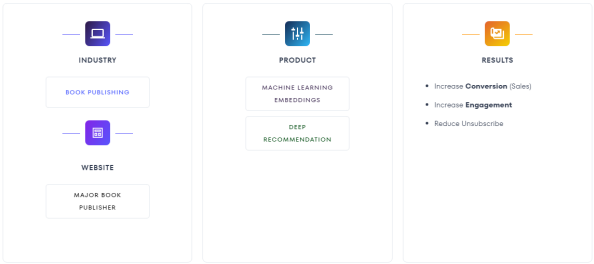 INDUSTRY
BOOK PUBLISHING
WEBSITE
MAJOR BOOK
PUBLISHER
PRODUCT
MACHINE LEARNING
EMBEDDINGS
DEEP
RECOMMENDATION
RESULTS
Increase Conversion (Sales)
Increase Engagement
Reduce Unsubscribe